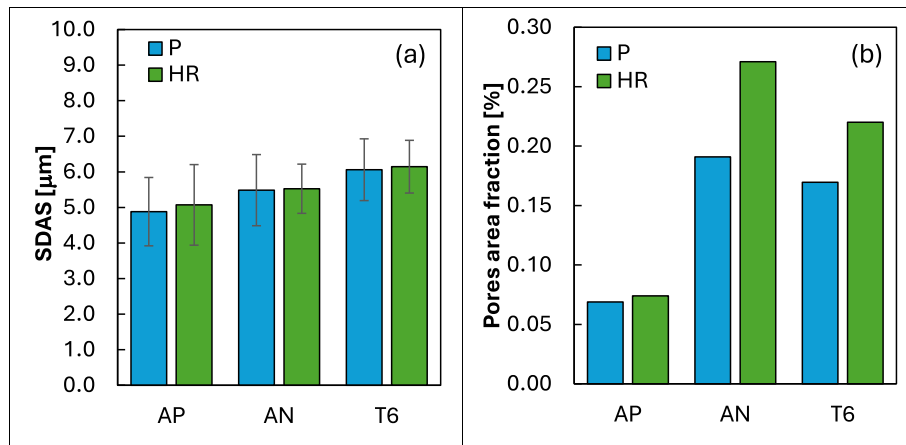 (a)
P
HR
SDAS [µm]
10.0
9.0
8.0
7.0
6.0
5.0
4.0
3.0
2.0
1.0
0.0
AP AN T6
(b)
P
HR
Pores area fraction [%]
0.30
0.25
0.20
0.15
0.10
0.05
0.00
AP AN T6